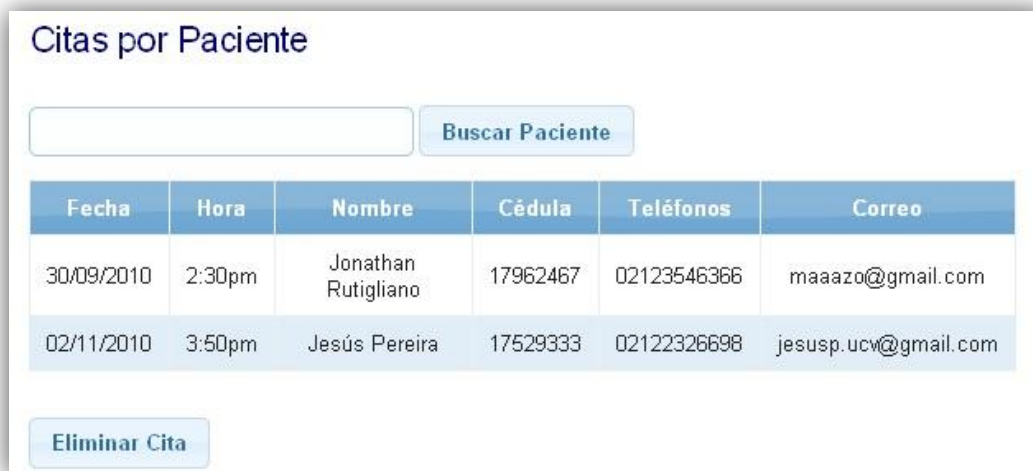 Citas por Paciente
Buscar Paciente
Fecha Hora Nombre Cédula Teléfonos Correo
30/09/2010 2:30pm Jonathan Rutigliano 17962467 02123546366 maaazo@gmail.com
02/11/2010 3:50pm Jesús Pereira 17529333 02122326698 jesusp.ucv@gmail.com
Eliminar Cita